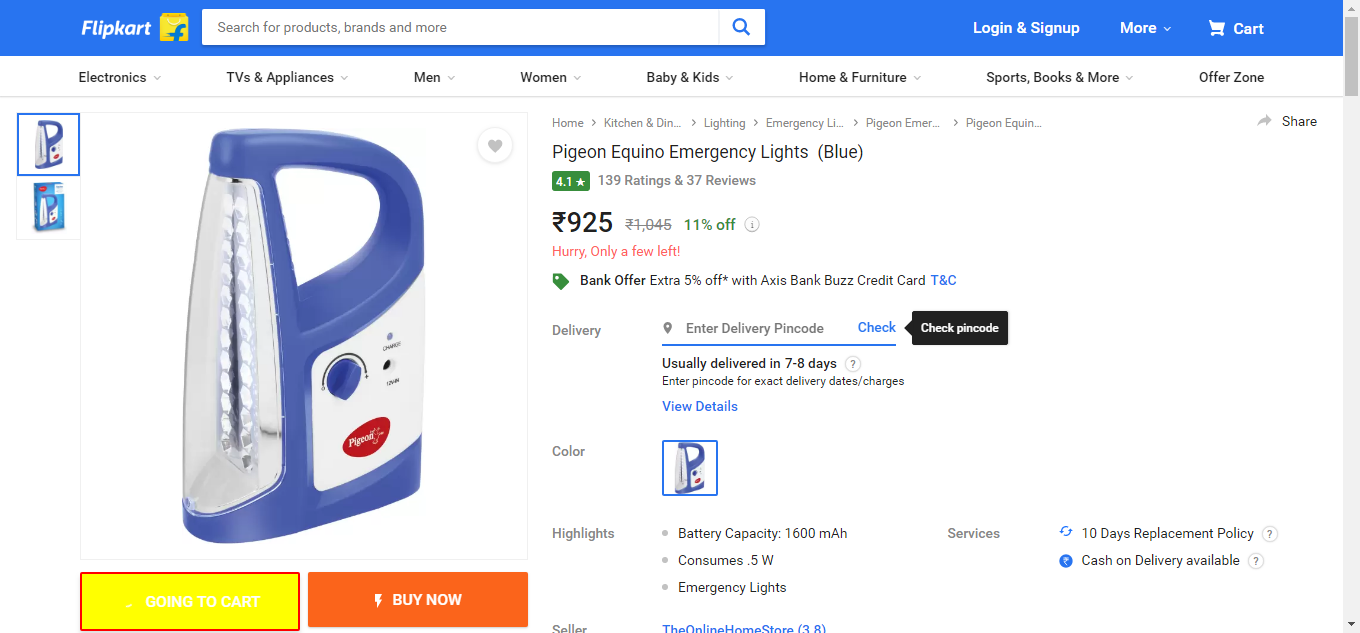 Flipkart
Search for products, brands and more
Login & Signup
More
Cart
Electronics
TVs & Appliances
Men
Women
Baby & Kids
Home & Furniture
Sports, Books & More
Offer Zone
Home
Kitchen & Din...
Lighting
Emergency Li...
Pigeon Emer...
Pigeon Equin...
Share
Pigeon Equino Emergency Lights (Blue)
4.1 ★
139 Ratings & 37 Reviews
₹925 ₹1,045 11% off
Hurry, Only a few left!
Bank Offer Extra 5% off* with Axis Bank Buzz Credit Card T&C
Delivery
Enter Delivery Pincode
Check
Check pincode
Usually delivered in 7-8 days ?
Enter pincode for exact delivery dates/charges
View Details
CHARGE
12V-IN
Pigeon
Color
Highlights
Battery Capacity: 1600 mAh
Consumes .5 W
Emergency Lights
Services
10 Days Replacement Policy ?
Cash on Delivery available ?
GOING TO CART
BUY NOW
Seller
TheOnlineHomeStore (3.8)